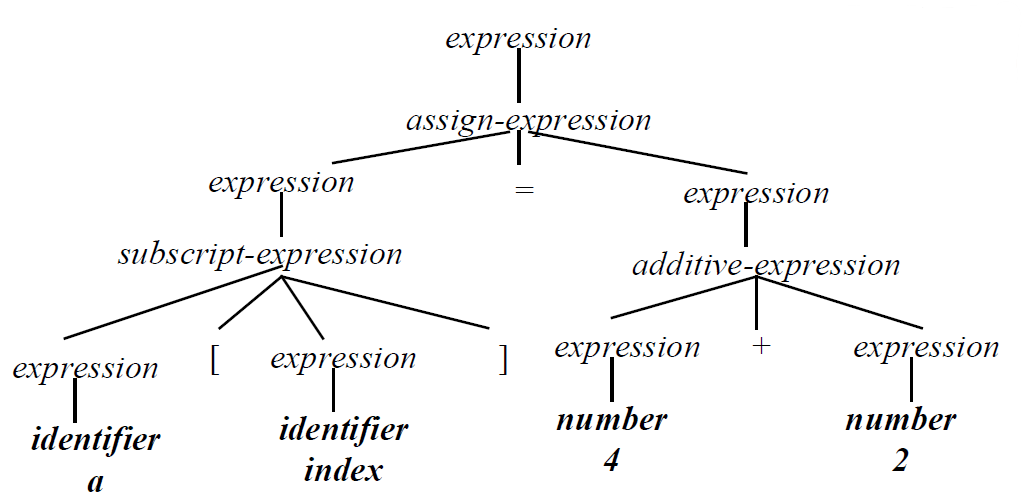 expression
assign-expression
expression = expression
subscript-expression additive-expression
expression [ expression ] expression + expression
identifier identifier number number
a index 4 2